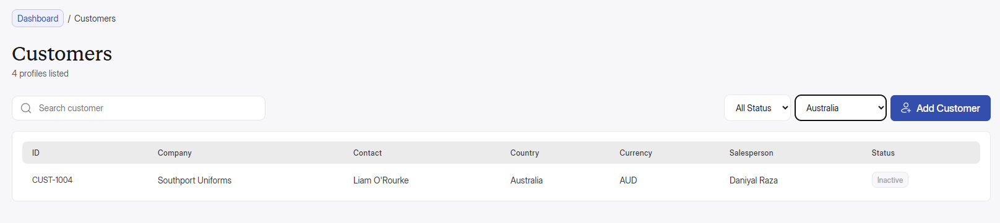 Dashboard / Customers
Customers
4 profiles listed
Search customer
All Status
Australia
Add Customer
ID Company Contact Country Currency Salesperson Status
CUST-1004 Southport Uniforms Liam O'Rourke Australia AUD Daniyal Raza Inactive